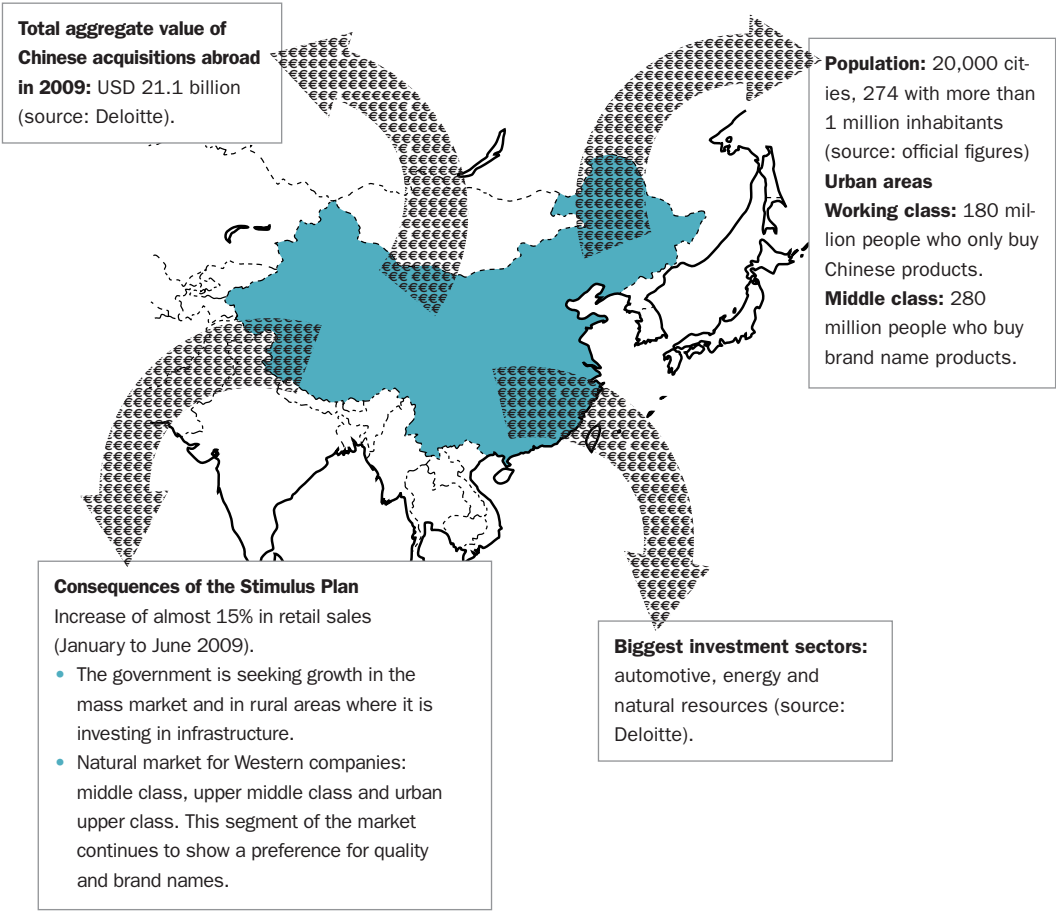 Total aggregate value of
Chinese acquisitions abroad
in 2009: USD 21.1 billion
(source: Deloitte).
Population: 20,000 cit-
ies, 274 with more than
1 million inhabitants
(source: official figures)
Urban areas
Working class: 180 mil-
lion people who only buy
Chinese products.
Middle class: 280
million people who buy
brand name products.
Consequences of the Stimulus Plan
Increase of almost 15% in retail sales
(January to June 2009).
• The government is seeking growth in the
mass market and in rural areas where it is
investing in infrastructure.
• Natural market for Western companies:
middle class, upper middle class and urban
upper class. This segment of the market
continues to show a preference for quality
and brand names.
Biggest investment sectors:
automotive, energy and
natural resources (source:
Deloitte).